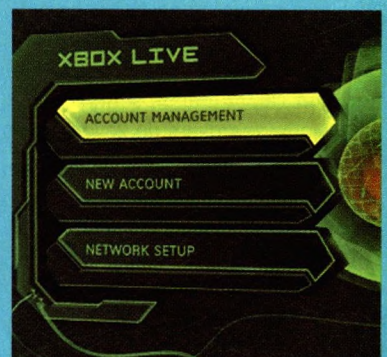 XBOX LIVE
ACCOUNT MANAGEMENT
NEW ACCOUNT
NETWORK SETUP